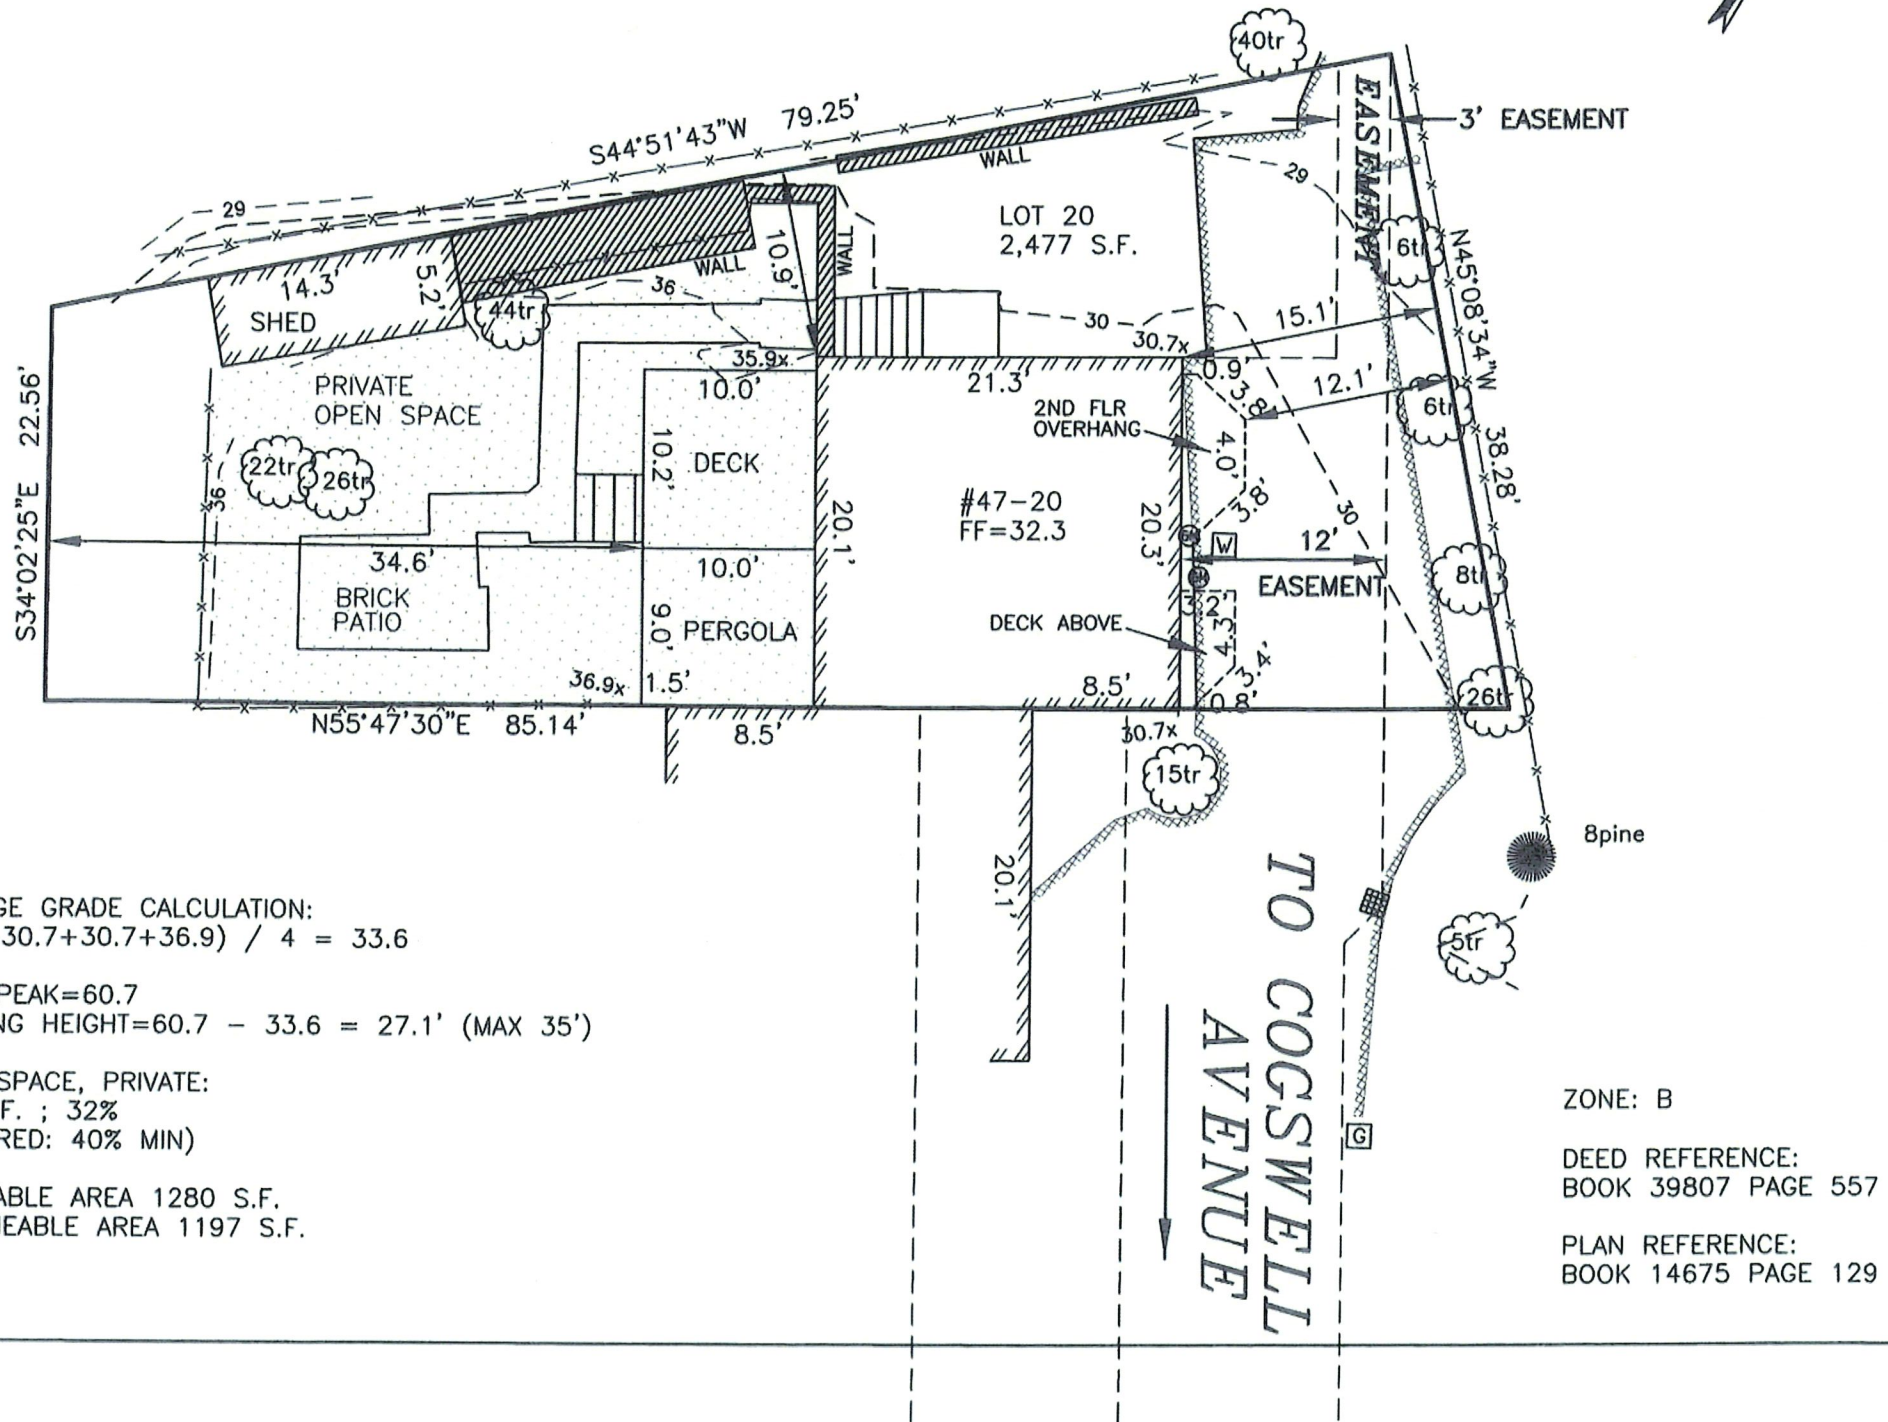 40tr
EASEMENT
3' EASEMENT
S44°51'43"W 79.25'
WALL
29
29
LOT 20
2,477 S.F.
WALL
10.9'
WALL
14.3'
5.2'
SHED
44tr
36
6tr
N45°08'34"W
38.28'
30
15.1'
30.7x
35.9x
10.0'
21.3'
0.9'
3.8'
12.1'
6tr
S34°02'25"E 22.56'
PRIVATE
OPEN SPACE
2ND FLR
OVERHANG
4.0'
3.8'
10.2'
DECK
22tr
26tr
36
#47-20
FF=32.3
20.1'
20.3'
30
W
12'
EASEMENT
8tr
34.6'
10.0'
BRICK
PATIO
9.0'
PERGOLA
DECK ABOVE
3.2'
4.3'
3.4'
36.9x
1.5'
8.5'
0.8'
26tr
N55°47'30"E 85.14'
8.5'
30.7x
15tr
8pine
20.1'
5tr
TO COGSWELL
AVENUE
G
GE GRADE CALCULATION:
30.7+30.7+36.9) / 4 = 33.6
PEAK=60.7
NG HEIGHT=60.7 - 33.6 = 27.1' (MAX 35')
SPACE, PRIVATE:
F. ; 32%
RED: 40% MIN)
ABLE AREA 1280 S.F.
EABLE AREA 1197 S.F.
ZONE: B
DEED REFERENCE:
BOOK 39807 PAGE 557
PLAN REFERENCE:
BOOK 14675 PAGE 129